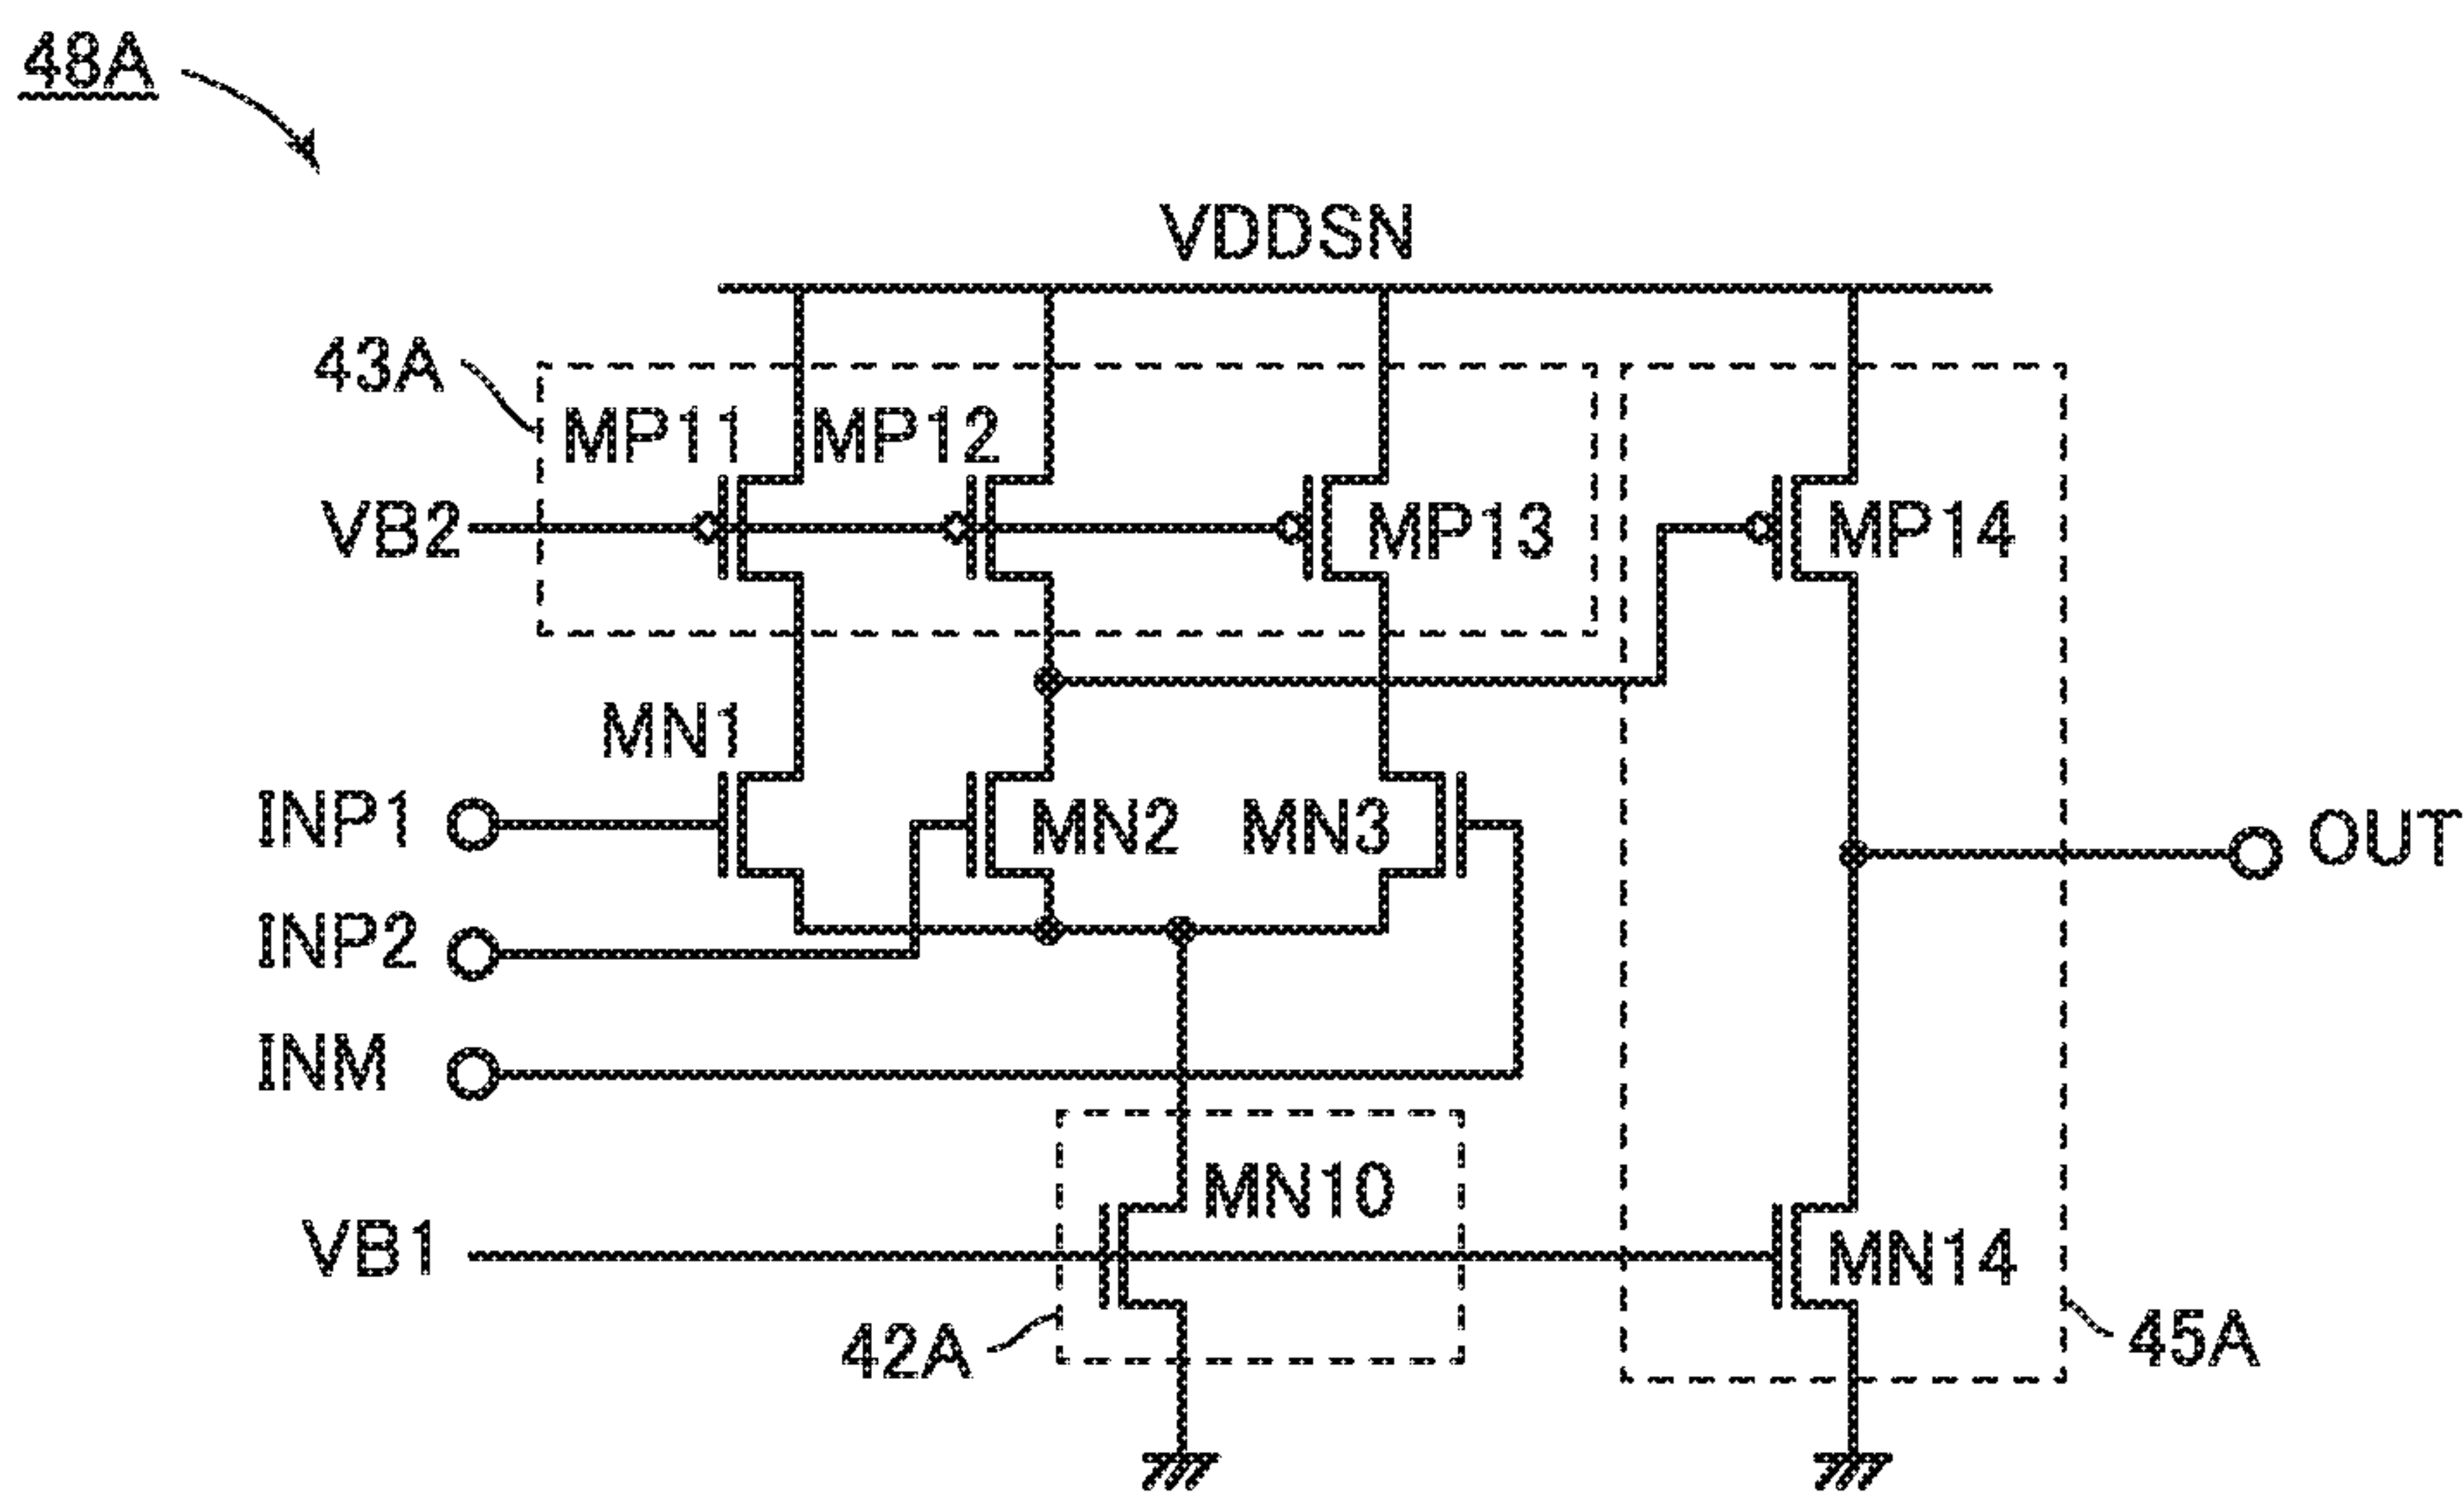 48A
VDDSN
43A
MP11
MP12
VB2
MP13
MP14
MN1
INP1
MN2
MN3
OUT
INP2
INM
MN10
VB1
MN14
42A
45A